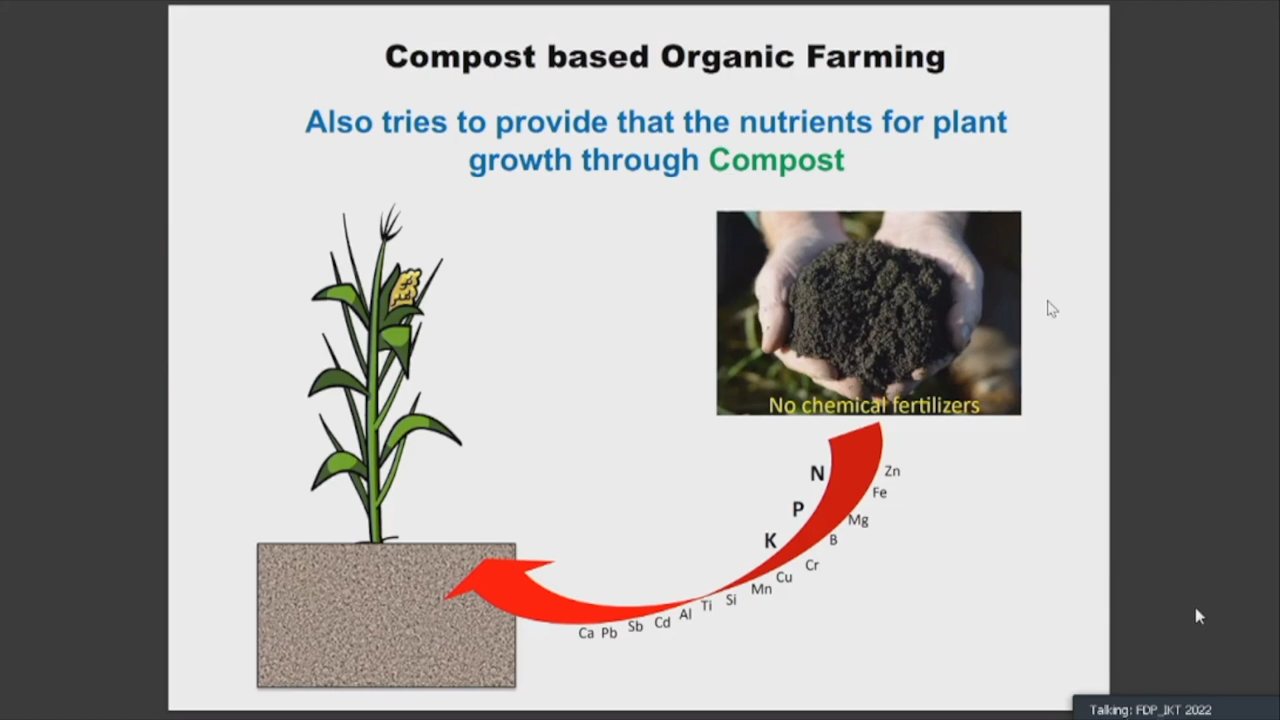 Compost based Organic Farming
Also tries to provide that the nutrients for plant
growth through Compost
No chemical fertilizers
N
P
K
Zn
Fe
Mg
B
Cr
Cu
Mn
Si
Ti
Al
Cd
Sb
Pb
Ca
Talking: FDP_IKT 2022